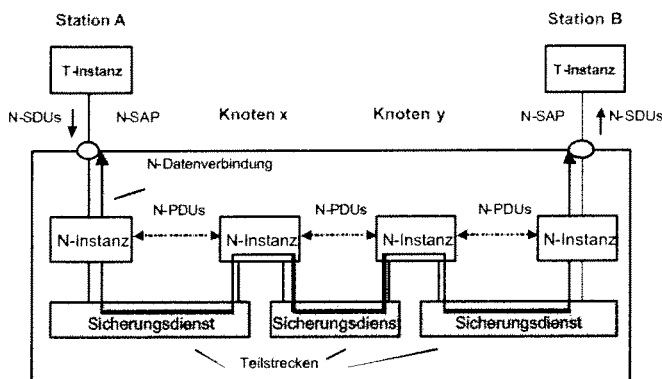 Station A Station B
T-Instanz T-Instanz
N-SDUs N-SAP Knoten x Knoten y N-SAP N-SDUs
N-Datenverbindung
N-PDUs N-PDUs N-PDUs
N-Instanz N-Instanz N-Instanz N-Instanz
Sicherungsdienst Sicherungsdiens Sicherungsdienst
Teilstrecken